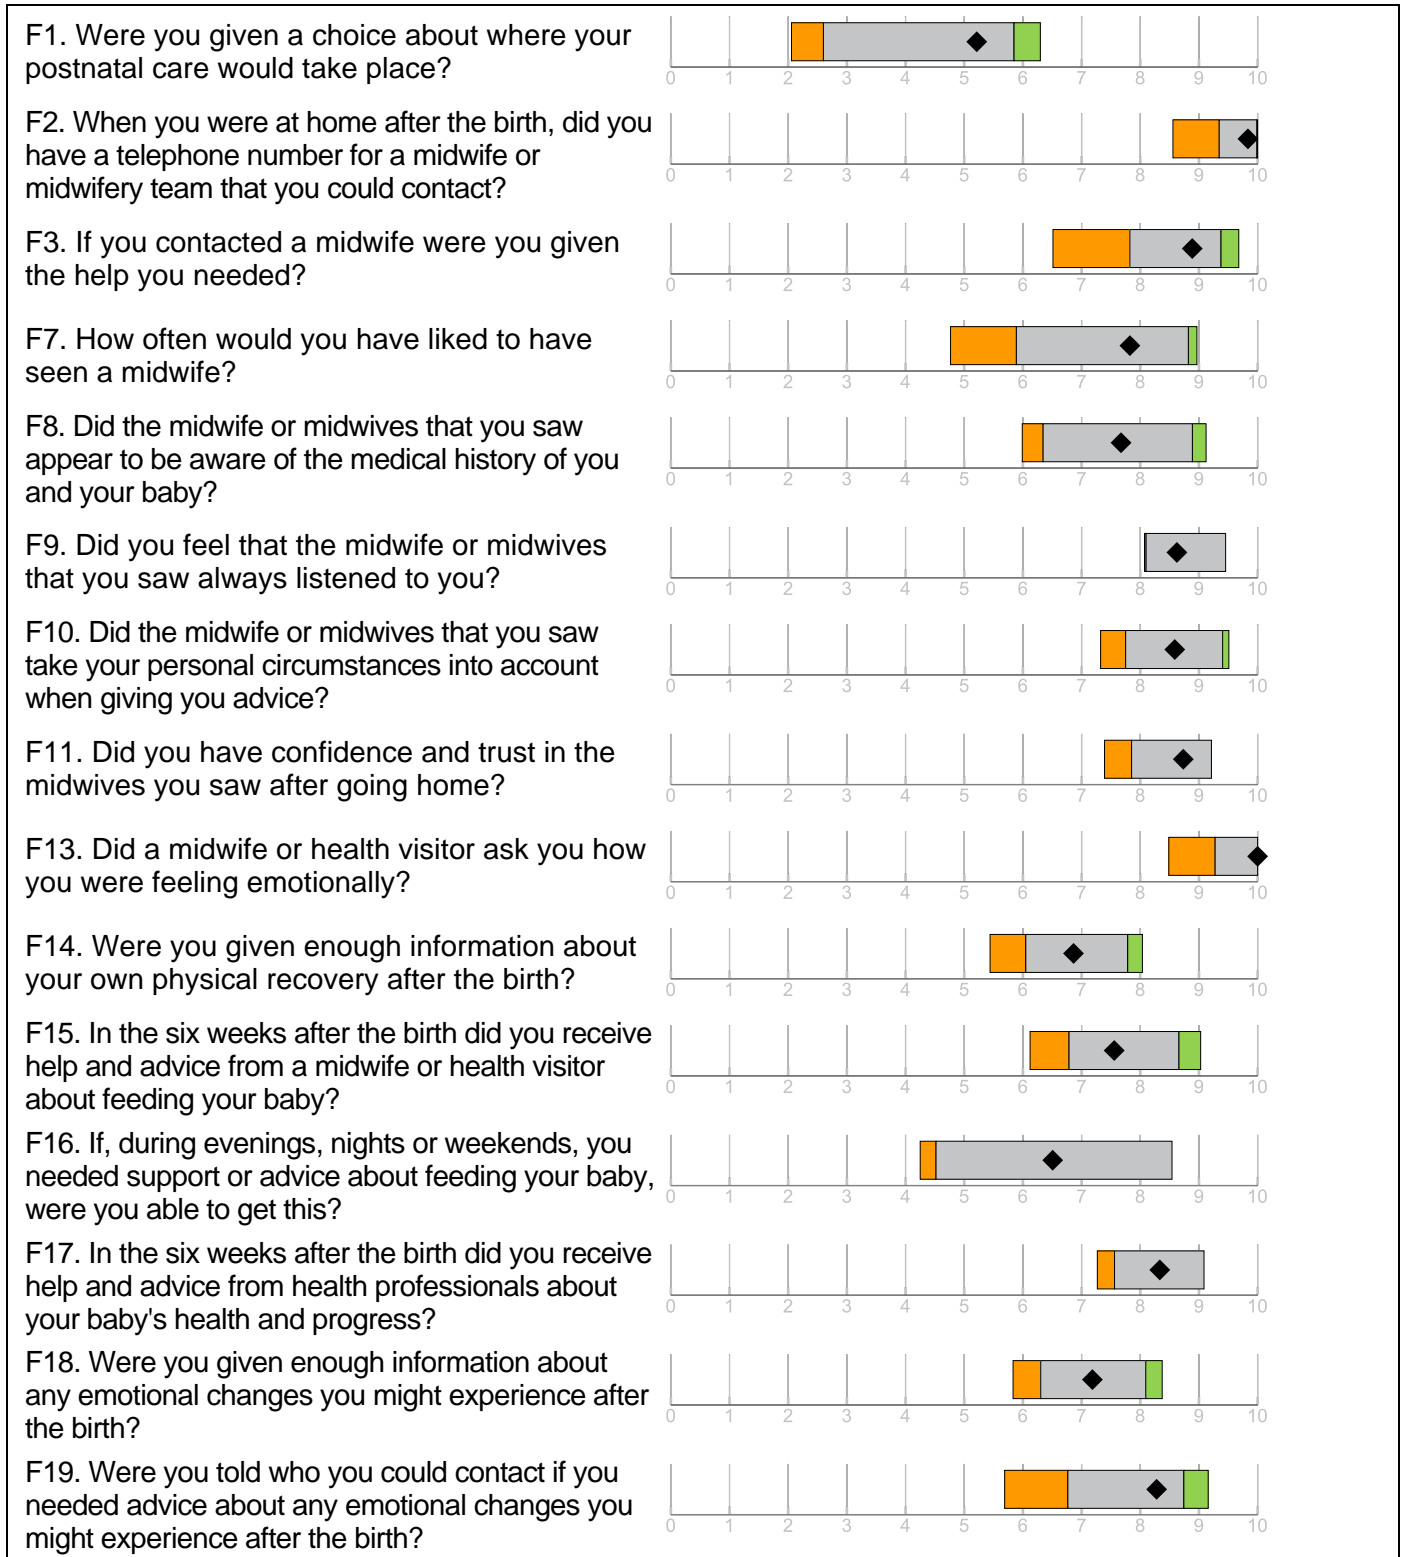 F1. Were you given a choice about where your
postnatal care would take place?
0 1 2 3 4 5 6 7 8 9 10
F2. When you were at home after the birth, did you
have a telephone number for a midwife or
midwifery team that you could contact?
0 1 2 3 4 5 6 7 8 9 10
F3. If you contacted a midwife were you given
the help you needed?
0 1 2 3 4 5 6 7 8 9 10
F7. How often would you have liked to have
seen a midwife?
0 1 2 3 4 5 6 7 8 9 10
F8. Did the midwife or midwives that you saw
appear to be aware of the medical history of you
and your baby?
0 1 2 3 4 5 6 7 8 9 10
F9. Did you feel that the midwife or midwives
that you saw always listened to you?
0 1 2 3 4 5 6 7 8 9 10
F10. Did the midwife or midwives that you saw
take your personal circumstances into account
when giving you advice?
0 1 2 3 4 5 6 7 8 9 10
F11. Did you have confidence and trust in the
midwives you saw after going home?
0 1 2 3 4 5 6 7 8 9 10
F13. Did a midwife or health visitor ask you how
you were feeling emotionally?
0 1 2 3 4 5 6 7 8 9 10
F14. Were you given enough information about
your own physical recovery after the birth?
0 1 2 3 4 5 6 7 8 9 10
F15. In the six weeks after the birth did you receive
help and advice from a midwife or health visitor
about feeding your baby?
0 1 2 3 4 5 6 7 8 9 10
F16. If, during evenings, nights or weekends, you
needed support or advice about feeding your baby,
were you able to get this?
0 1 2 3 4 5 6 7 8 9 10
F17. In the six weeks after the birth did you receive
help and advice from health professionals about
your baby's health and progress?
0 1 2 3 4 5 6 7 8 9 10
F18. Were you given enough information about
any emotional changes you might experience after
the birth?
0 1 2 3 4 5 6 7 8 9 10
F19. Were you told who you could contact if you
needed advice about any emotional changes you
might experience after the birth?
0 1 2 3 4 5 6 7 8 9 10